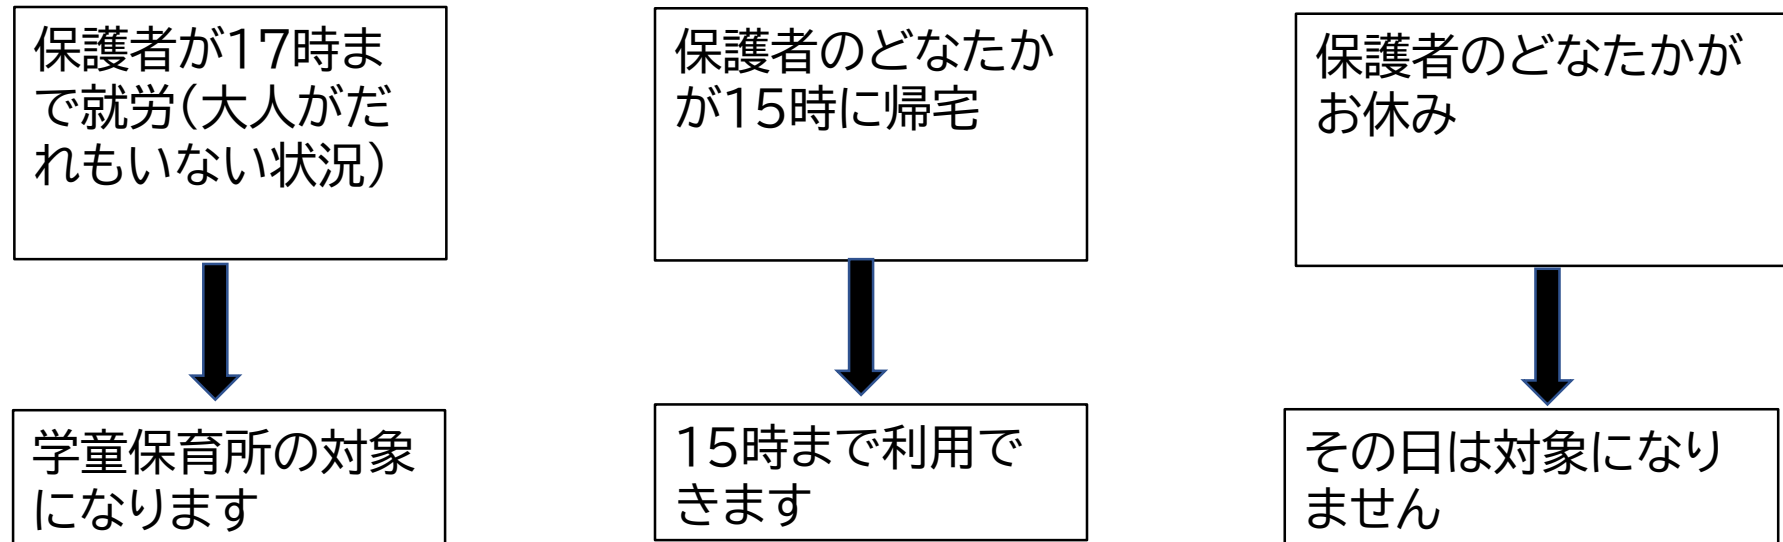 保護者が17時ま
で就労(大人がだ
れもいない状況)
学童保育所の対象
になります
保護者のどなたか
が15時に帰宅
15時まで利用で
きます
保護者のどなたかが
お休み
その日は対象になり
ません